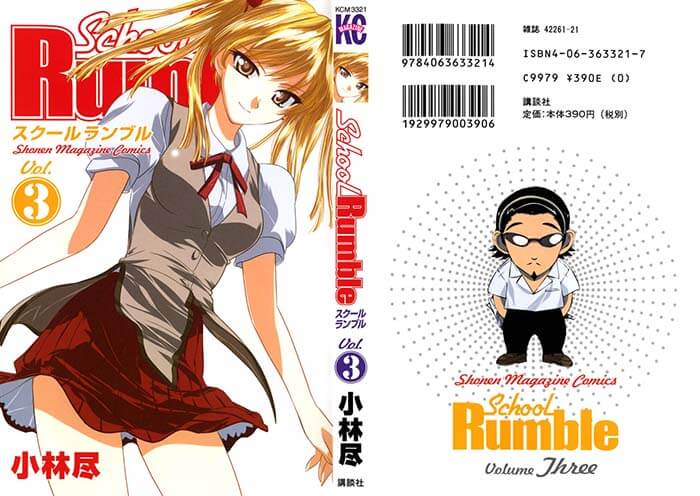 School
Rumble
スクールランブル
Shonen Magazine Comics
Vol.
3
小林尽
KCM 3321
KC
MAGAZINE
School
Rumble
スクール
ランブル
Vol.
3
小林尽
講談社
9784063633214
1929979003906
雑誌 42261-21
ISBN4-06-363321-7
C9979 ¥390E (0)
講談社
定価:本体390円(税別)
Shonen Magazine Comics
School
Rumble
Volume Three